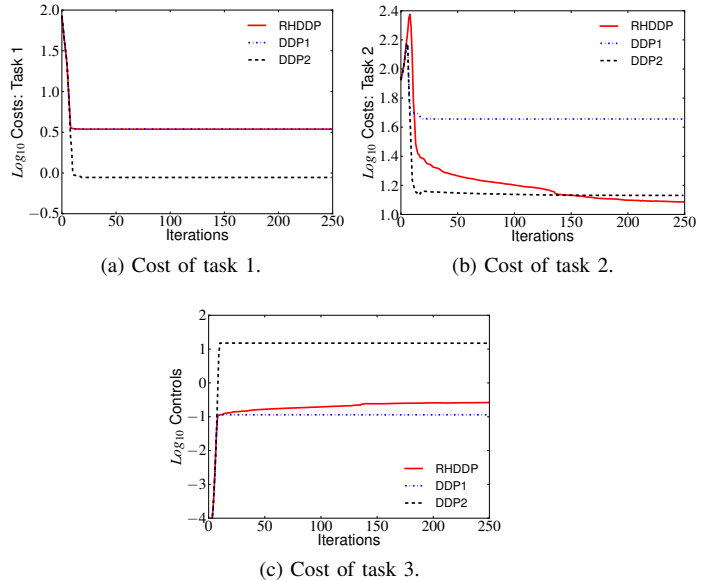 2.0
1.5
1.0
0.5
0.0
−0.5
Log10 Costs: Task 1
RHDDP
DDP1
DDP2
0 50 100 150 200 250
Iterations
(a) Cost of task 1.
2.4
2.2
2.0
1.8
1.6
1.4
1.2
1.0
Log10 Costs: Task 2
RHDDP
DDP1
DDP2
0 50 100 150 200 250
Iterations
(b) Cost of task 2.
2
1
0
−1
−2
−3
−4
Log10 Controls
RHDDP
DDP1
DDP2
0 50 100 150 200 250
Iterations
(c) Cost of task 3.